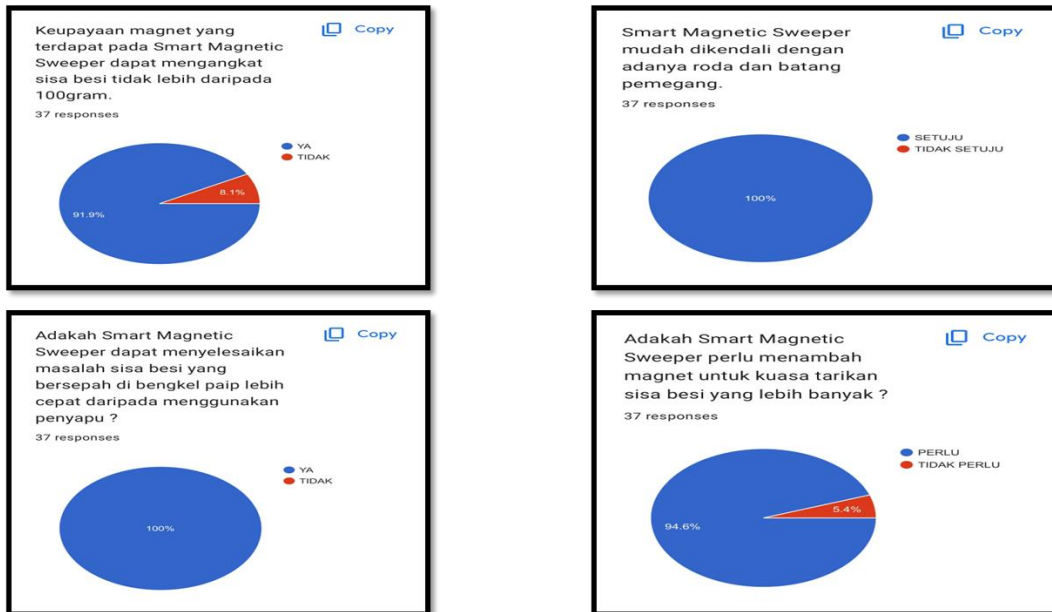 Keupayaan magnet yang
terdapat pada Smart Magnetic
Sweeper dapat mengangkat
sisa besi tidak lebih daripada
100gram.
Copy
37 responses
YA
TIDAK
8.1%
91.9%
Smart Magnetic Sweeper
mudah dikendali dengan
adanya roda dan batang
pemegang.
Copy
37 responses
SETUJU
TIDAK SETUJU
100%
Adakah Smart Magnetic
Sweeper dapat menyelesaikan
masalah sisa besi yang
bersepah di bengkel paip lebih
cepat daripada menggunakan
penyapu ?
Copy
37 responses
YA
TIDAK
100%
Adakah Smart Magnetic
Sweeper perlu menambah
magnet untuk kuasa tarikan
sisa besi yang lebih banyak ?
Copy
37 responses
PERLU
TIDAK PERLU
5.4%
94.6%